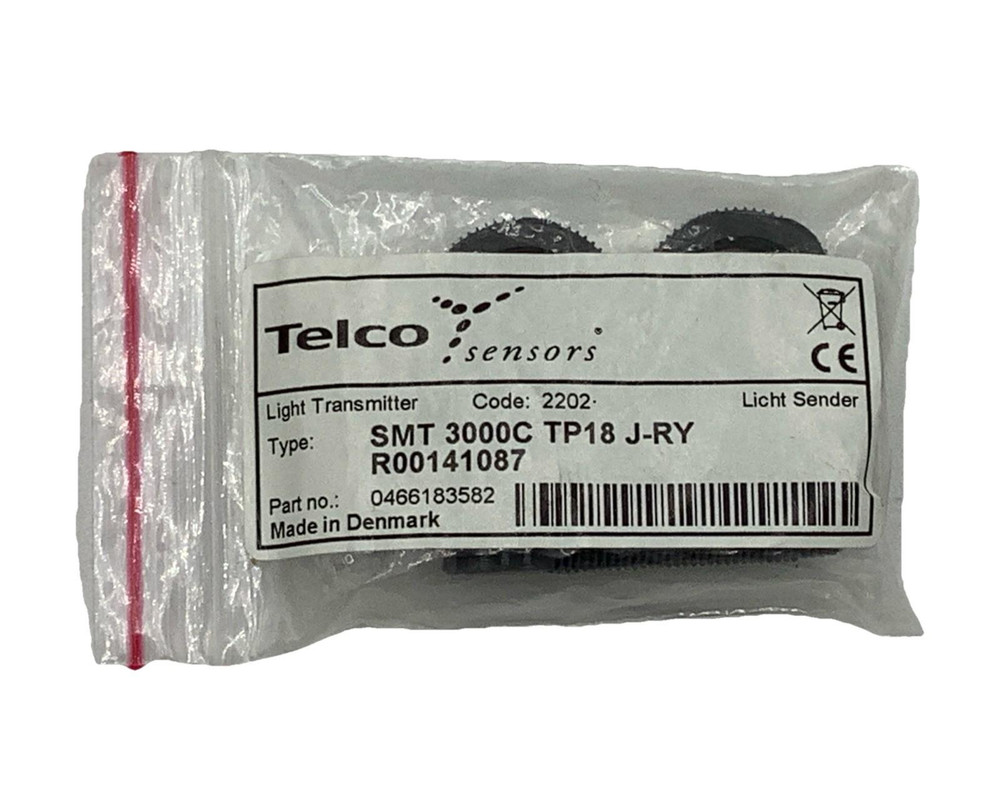 Telco sensors®
CE
Light Transmitter Code: 2202· Licht Sender
Type: SMT 3000C TP18 J-RY
R00141087
Part no.: 0466183582
Made in Denmark